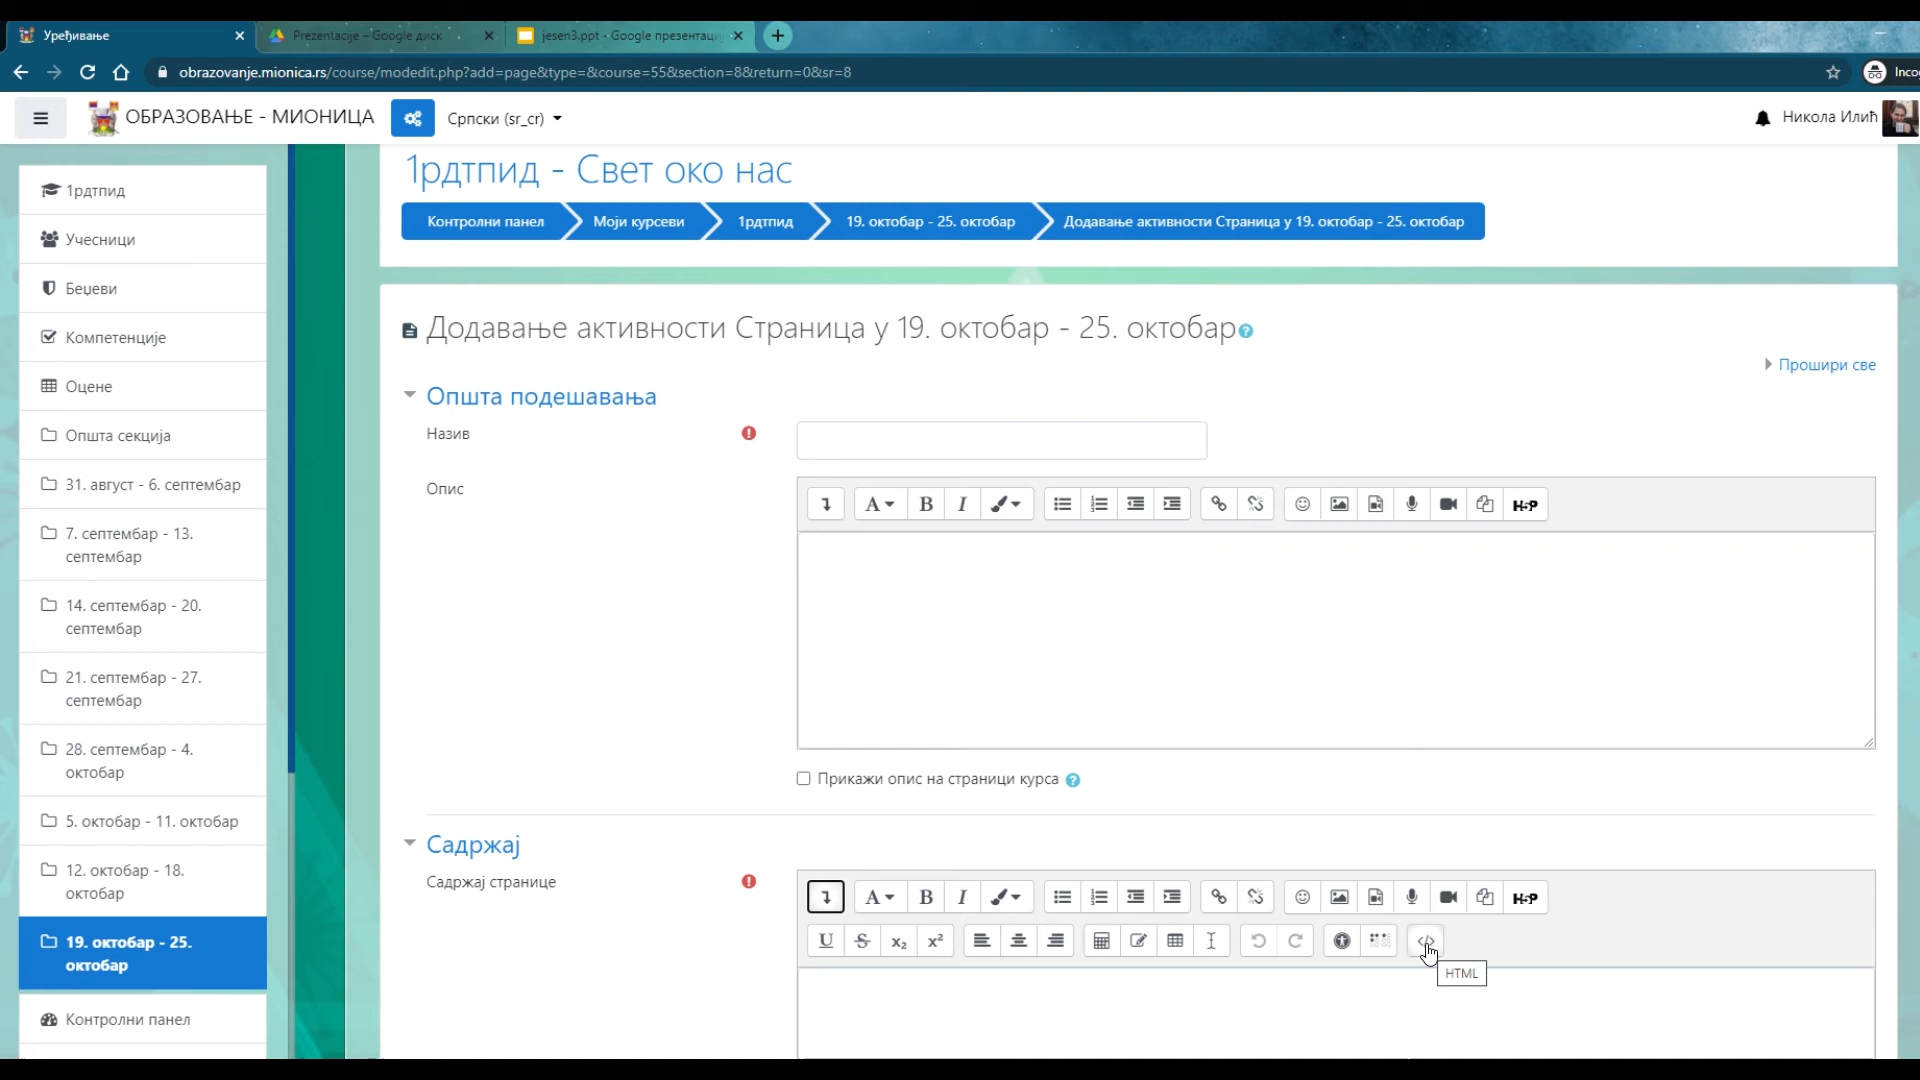 Уређивање
Prezentacije – Google диск
jesen3.ppt - Google презентаци
obrazovanje.mionica.rs/course/modedit.php?add=page&type=&course=55&section=8&return=0&sr=8
ОБРАЗОВАЊЕ - МИОНИЦА
Српски (sr_cr)
Никола Илић
1рдтпид
Учесници
Беџеви
Компетенције
Оцене
Општа секција
31. август - 6. септембар
7. септембар - 13.
септембар
14. септембар - 20.
септембар
21. септембар - 27.
септембар
28. септембар - 4.
октобар
5. октобар - 11. октобар
12. октобар - 18.
октобар
19. октобар - 25.
октобар
Контролни панел
1рдтпид - Свет око нас
Контролни панел
Моји курсеви
1рдтпид
19. октобар - 25. октобар
Додавање активности Страница у 19. октобар - 25. октобар
Додавање активности Страница у 19. октобар - 25. октобар
Прошири све
Општа подешавања
Назив
Опис
A B I H5P
Прикажи опис на страници курса
Садржај
Садржај странице
A B I H5P
U S x₂ x²
HTML